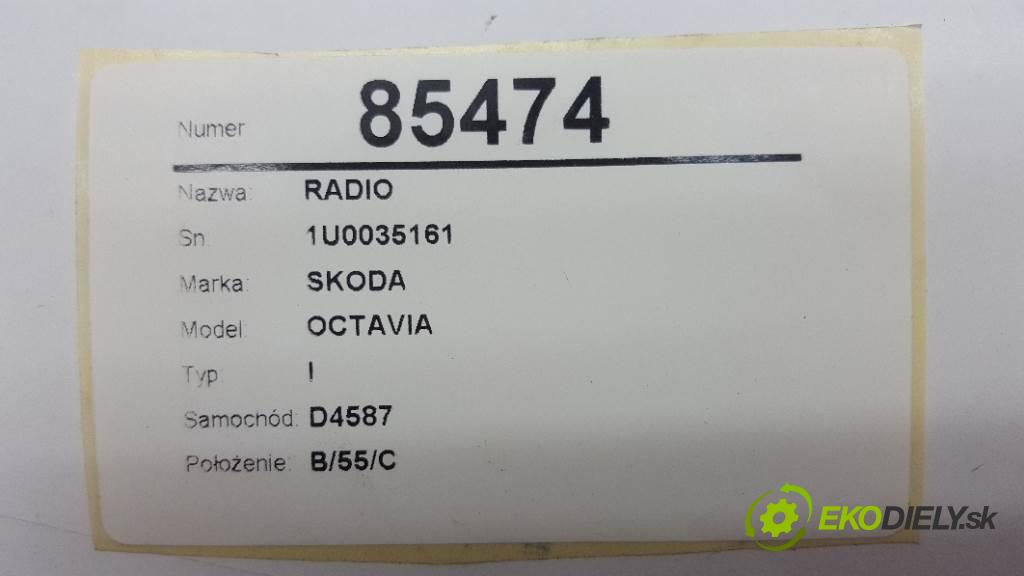 Numer 85474
Nazwa: RADIO
Sn. 1U0035161
Marka: SKODA
Model: OCTAVIA
Typ I
Samochód: D4587
Położenie: B/55/C
EKODIELY.sk